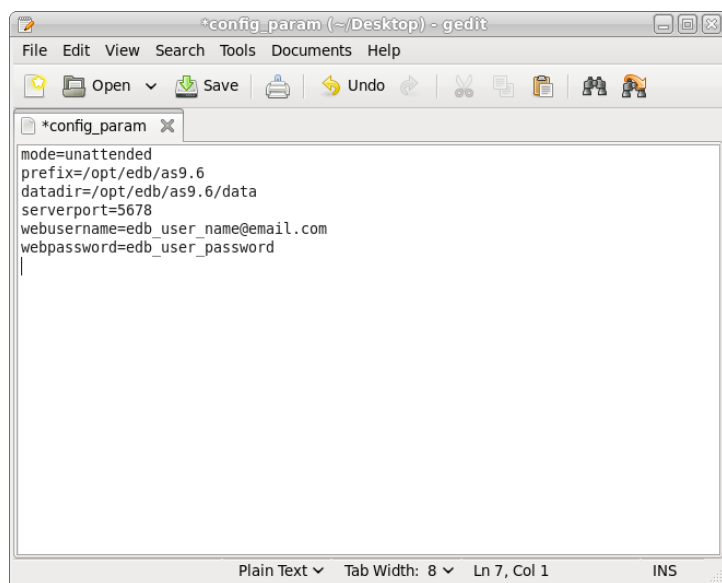 *config_param (~/Desktop) - gedit
File Edit View Search Tools Documents Help
Open Save Undo
*config_param
mode=unattended
prefix=/opt/edb/as9.6
datadir=/opt/edb/as9.6/data
serverport=5678
webusername=edb_user_name@email.com
webpassword=edb_user_password
Plain Text Tab Width: 8 Ln 7, Col 1 INS